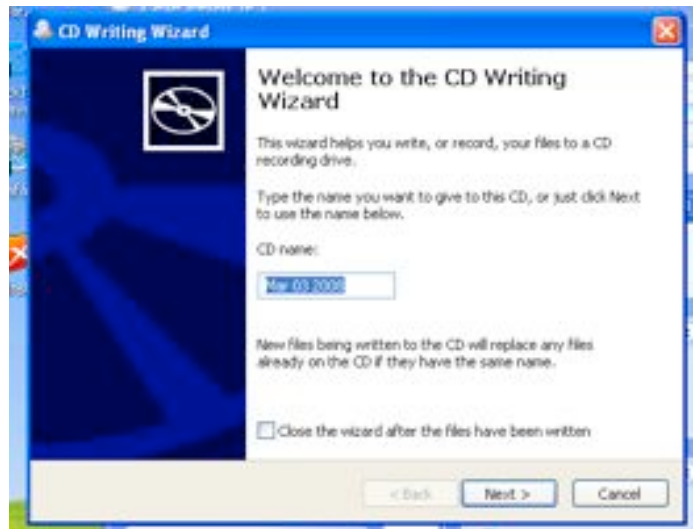 CD Writing Wizard
Welcome to the CD Writing
Wizard
This wizard helps you write, or record, your files to a CD
recording drive.
Type the name you want to give to this CD, or just click Next
to use the name below.
CD name:
Mar 03 2008
New files being written to the CD will replace any files
already on the CD if they have the same name.
Close the wizard after the files have been written
< Back
Next >
Cancel